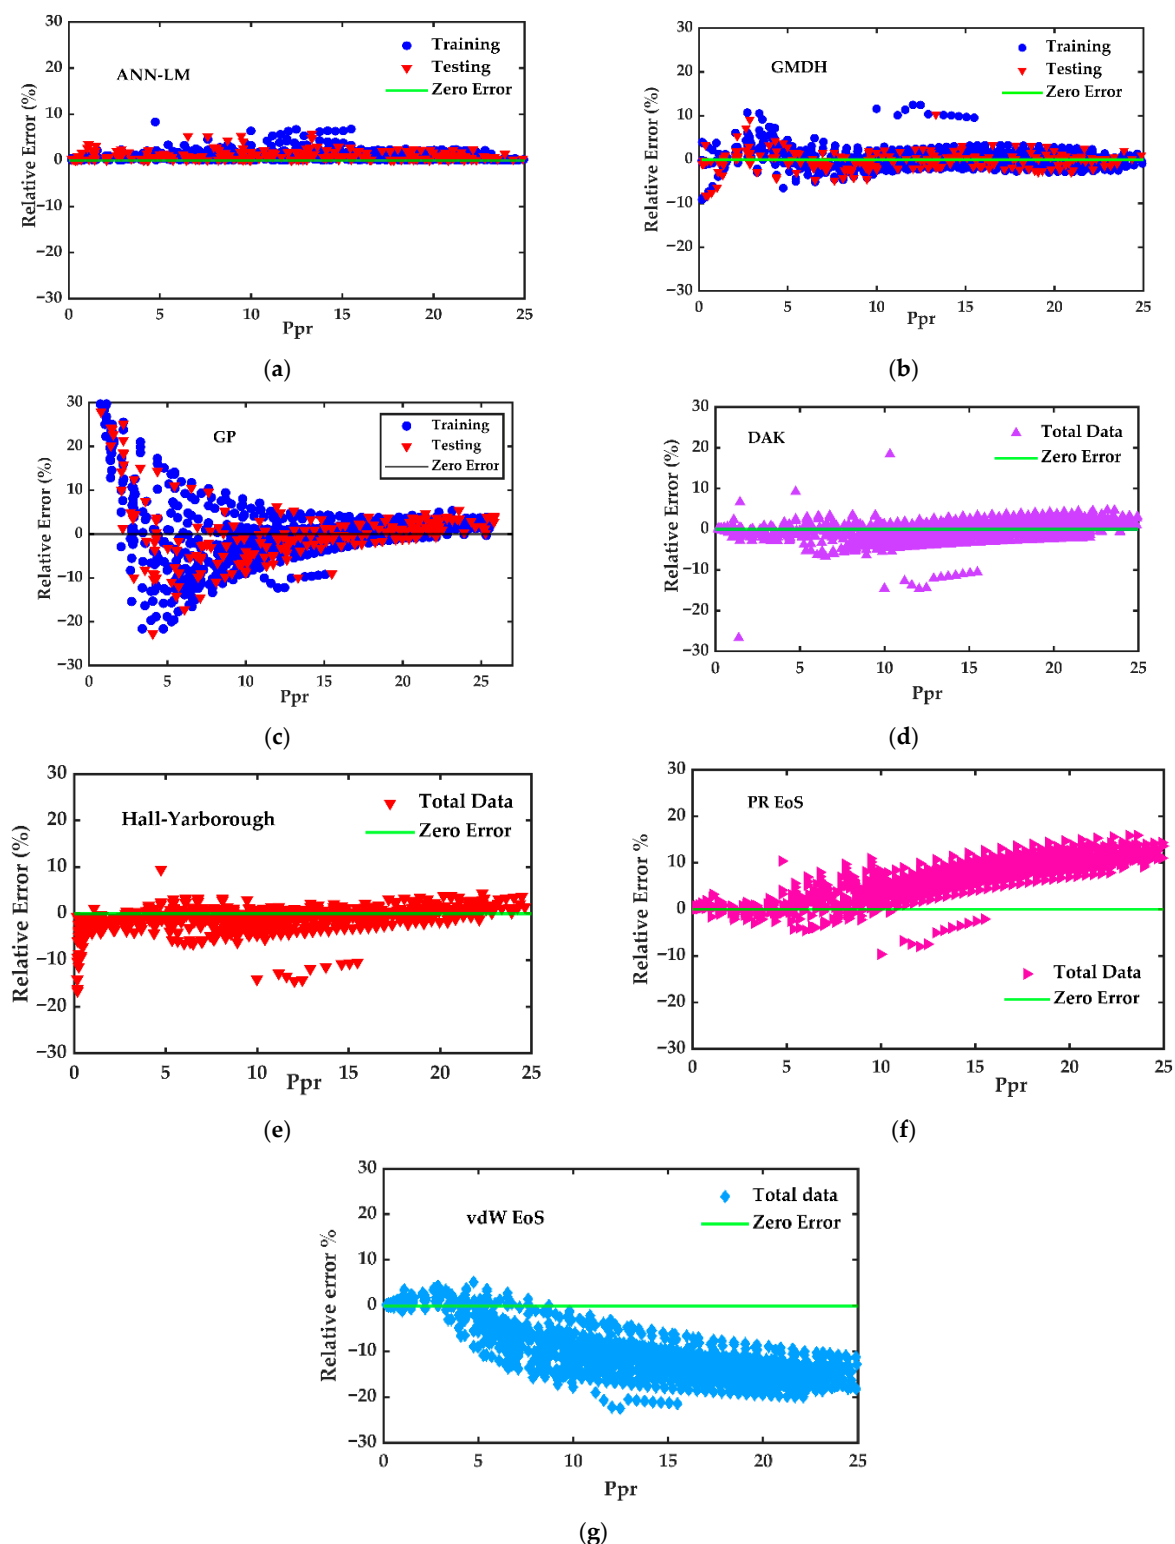 30
20
10
0
−10
−20
−30
Relative Error (%)
ANN-LM
Training
Testing
Zero Error
0 5 10 15 20 25
Ppr
(a)
30
20
10
0
−10
−20
−30
Relative Error (%)
GMDH
Training
Testing
Zero Error
0 5 10 15 20 25
Ppr
(b)
30
20
10
0
−10
−20
−30
Relative Error (%)
GP
Training
Testing
Zero Error
0 5 10 15 20 25
Ppr
(c)
30
20
10
0
−10
−20
−30
Relative Error (%)
DAK
Total Data
Zero Error
0 5 10 15 20 25
Ppr
(d)
30
20
10
0
−10
−20
−30
Relative Error (%)
Hall-Yarborough
Total Data
Zero Error
0 5 10 15 20 25
Ppr
(e)
30
20
10
0
−10
−20
−30
Relative Error %
PR EoS
Total Data
Zero Error
0 5 10 15 20 25
Ppr
(f)
30
20
10
0
−10
−20
−30
Relative error %
vdW EoS
Total data
Zero Error
0 5 10 15 20 25
Ppr
(g)